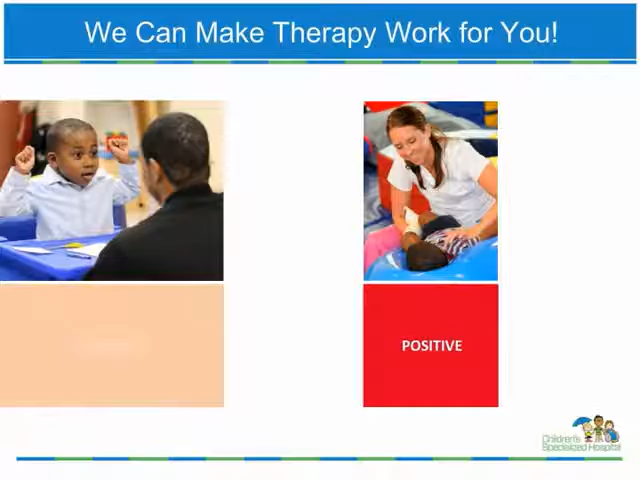 We Can Make Therapy Work for You!
POSITIVE
Children's
Specialized Hospital